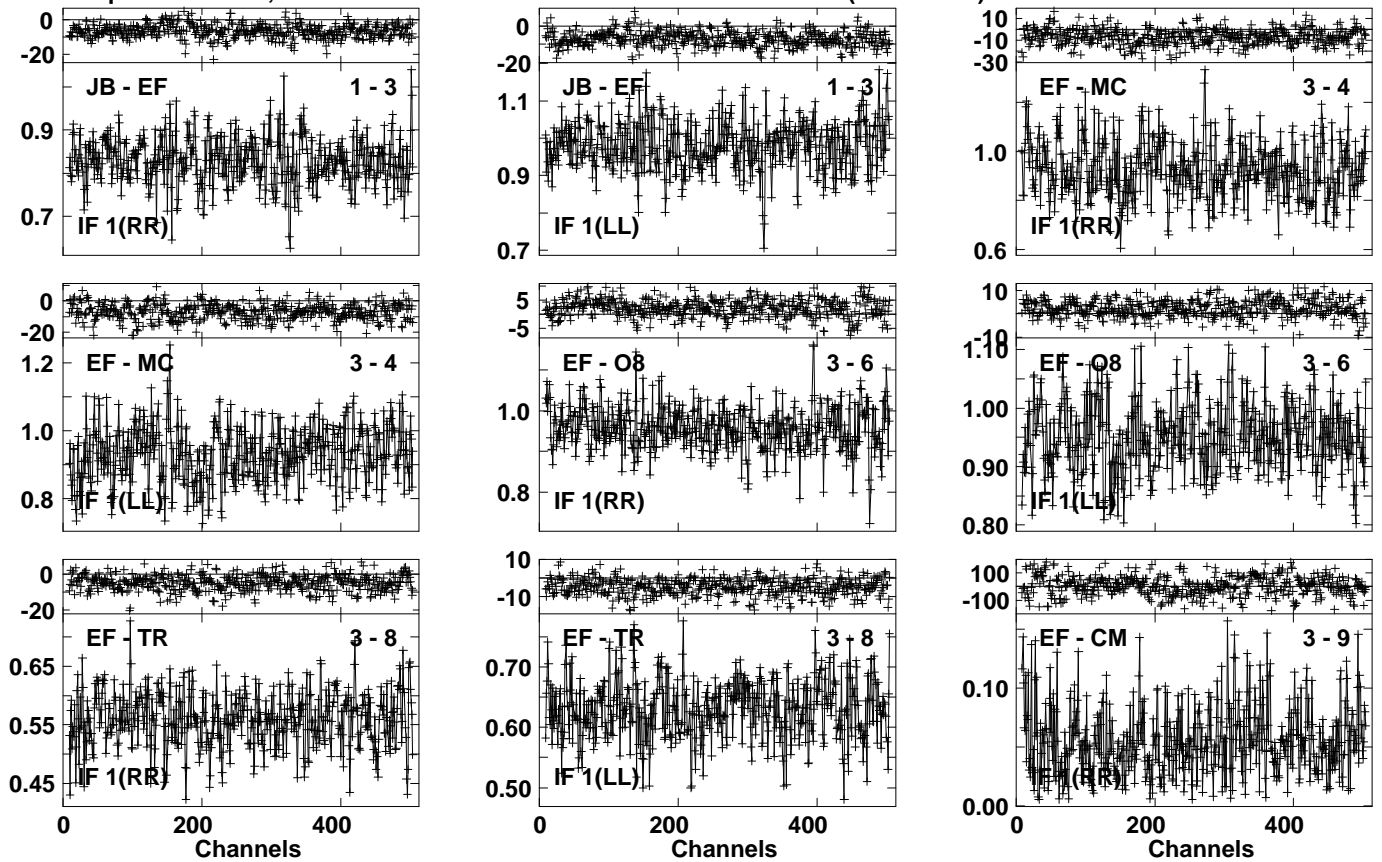 0
-20
JB - EF
1 - 3
0.9
0.7
IF 1(RR)
0
-20
JB - EF
1 - 3
1.1
0.9
0.7
IF 1(LL)
10
-10
-30
EF - MC
3 - 4
1.0
0.6
IF 1(RR)
0
-20
EF - MC
3 - 4
1.2
1.0
0.8
IF 1(LL)
5
-5
EF - O8
3 - 6
1.0
0.8
IF 1(RR)
10
-10
1.10
EF - O8
3 - 6
1.00
0.90
0.80
IF 1(LL)
0
-20
EF - TR
3 - 8
0.65
0.55
0.45
IF 1(RR)
0 200 400
Channels
10
-10
EF - TR
3 - 8
0.70
0.60
0.50
IF 1(LL)
0 200 400
Channels
100
-100
EF - CM
3 - 9
0.10
0.00
IF 1(RR)
0 200 400
Channels